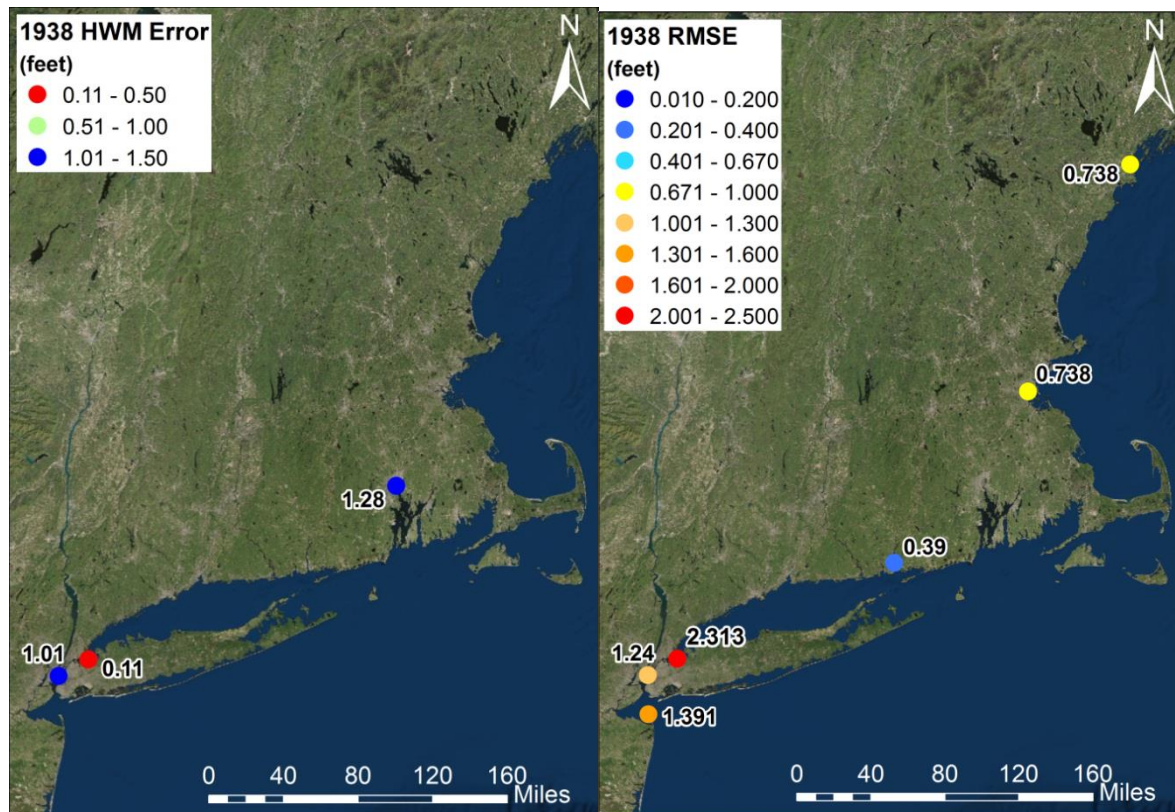 1938 HWM Error
(feet)
0.11 - 0.50
0.51 - 1.00
1.01 - 1.50
N
1.28
1.01
0.11
0 40 80 120 160
Miles
1938 RMSE
(feet)
0.010 - 0.200
0.201 - 0.400
0.401 - 0.670
0.671 - 1.000
1.001 - 1.300
1.301 - 1.600
1.601 - 2.000
2.001 - 2.500
N
0.738
0.738
0.39
2.313
1.24
1.391
0 40 80 120 160
Miles